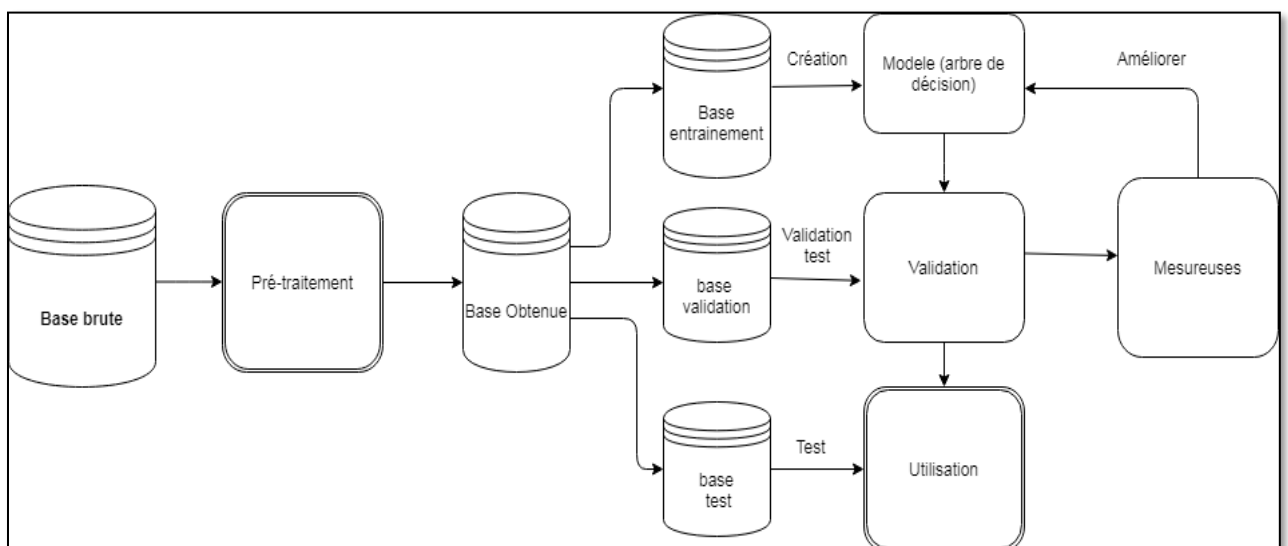 Base brute
Pré-traitement
Base Obtenue
Base
entrainement
Création
Modele (arbre de
décision)
Améliorer
base
validation
Validation
test
Validation
Mesureuses
base
test
Test
Utilisation